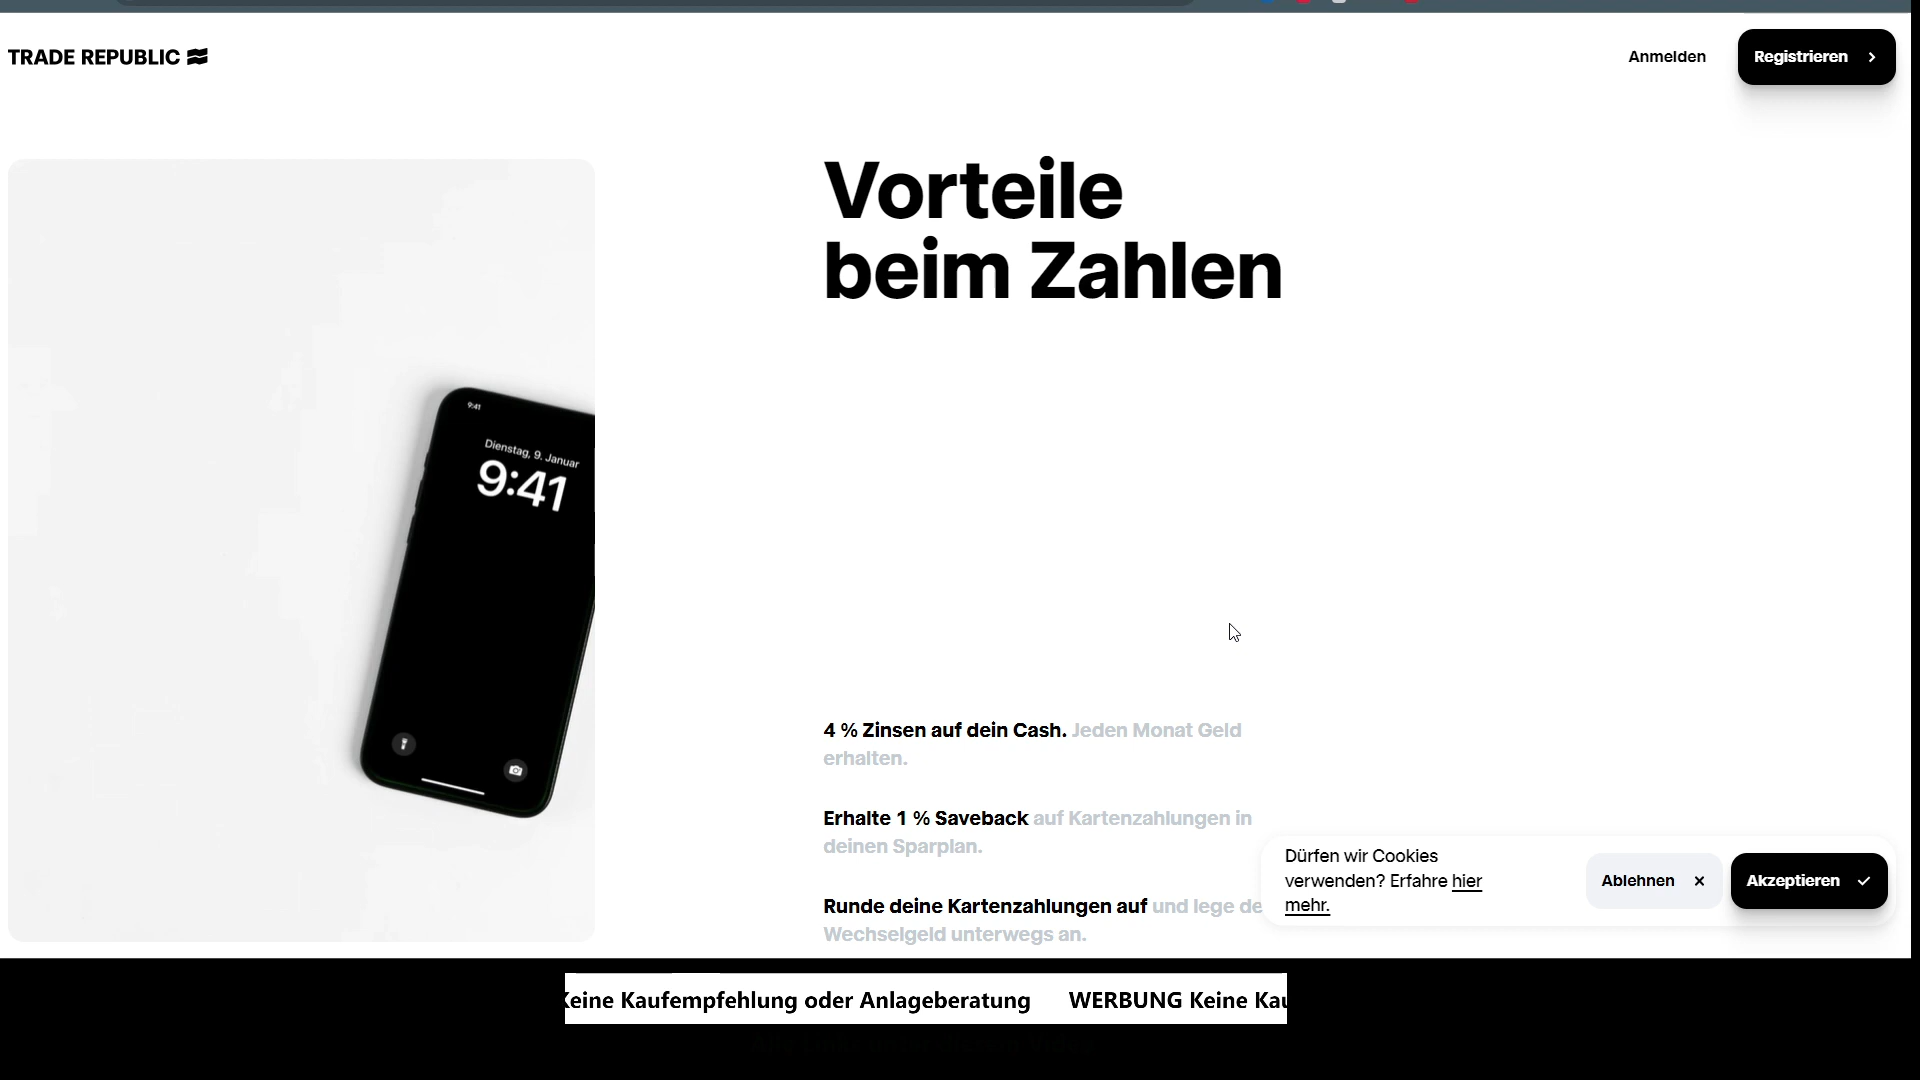 TRADE REPUBLIC
Anmelden
Registrieren
Vorteile
beim Zahlen
9:41
Dienstag, 9. Januar
9:41
4 % Zinsen auf dein Cash. Jeden Monat Geld
erhalten.
Erhalte 1 % Saveback auf Kartenzahlungen in
deinen Sparplan.
Runde deine Kartenzahlungen auf und lege
Wechselgeld unterwegs an.
Dürfen wir Cookies
verwenden? Erfahre hier
mehr.
Ablehnen
Akzeptieren
Keine Kaufempfehlung oder Anlageberatung WERBUNG Keine